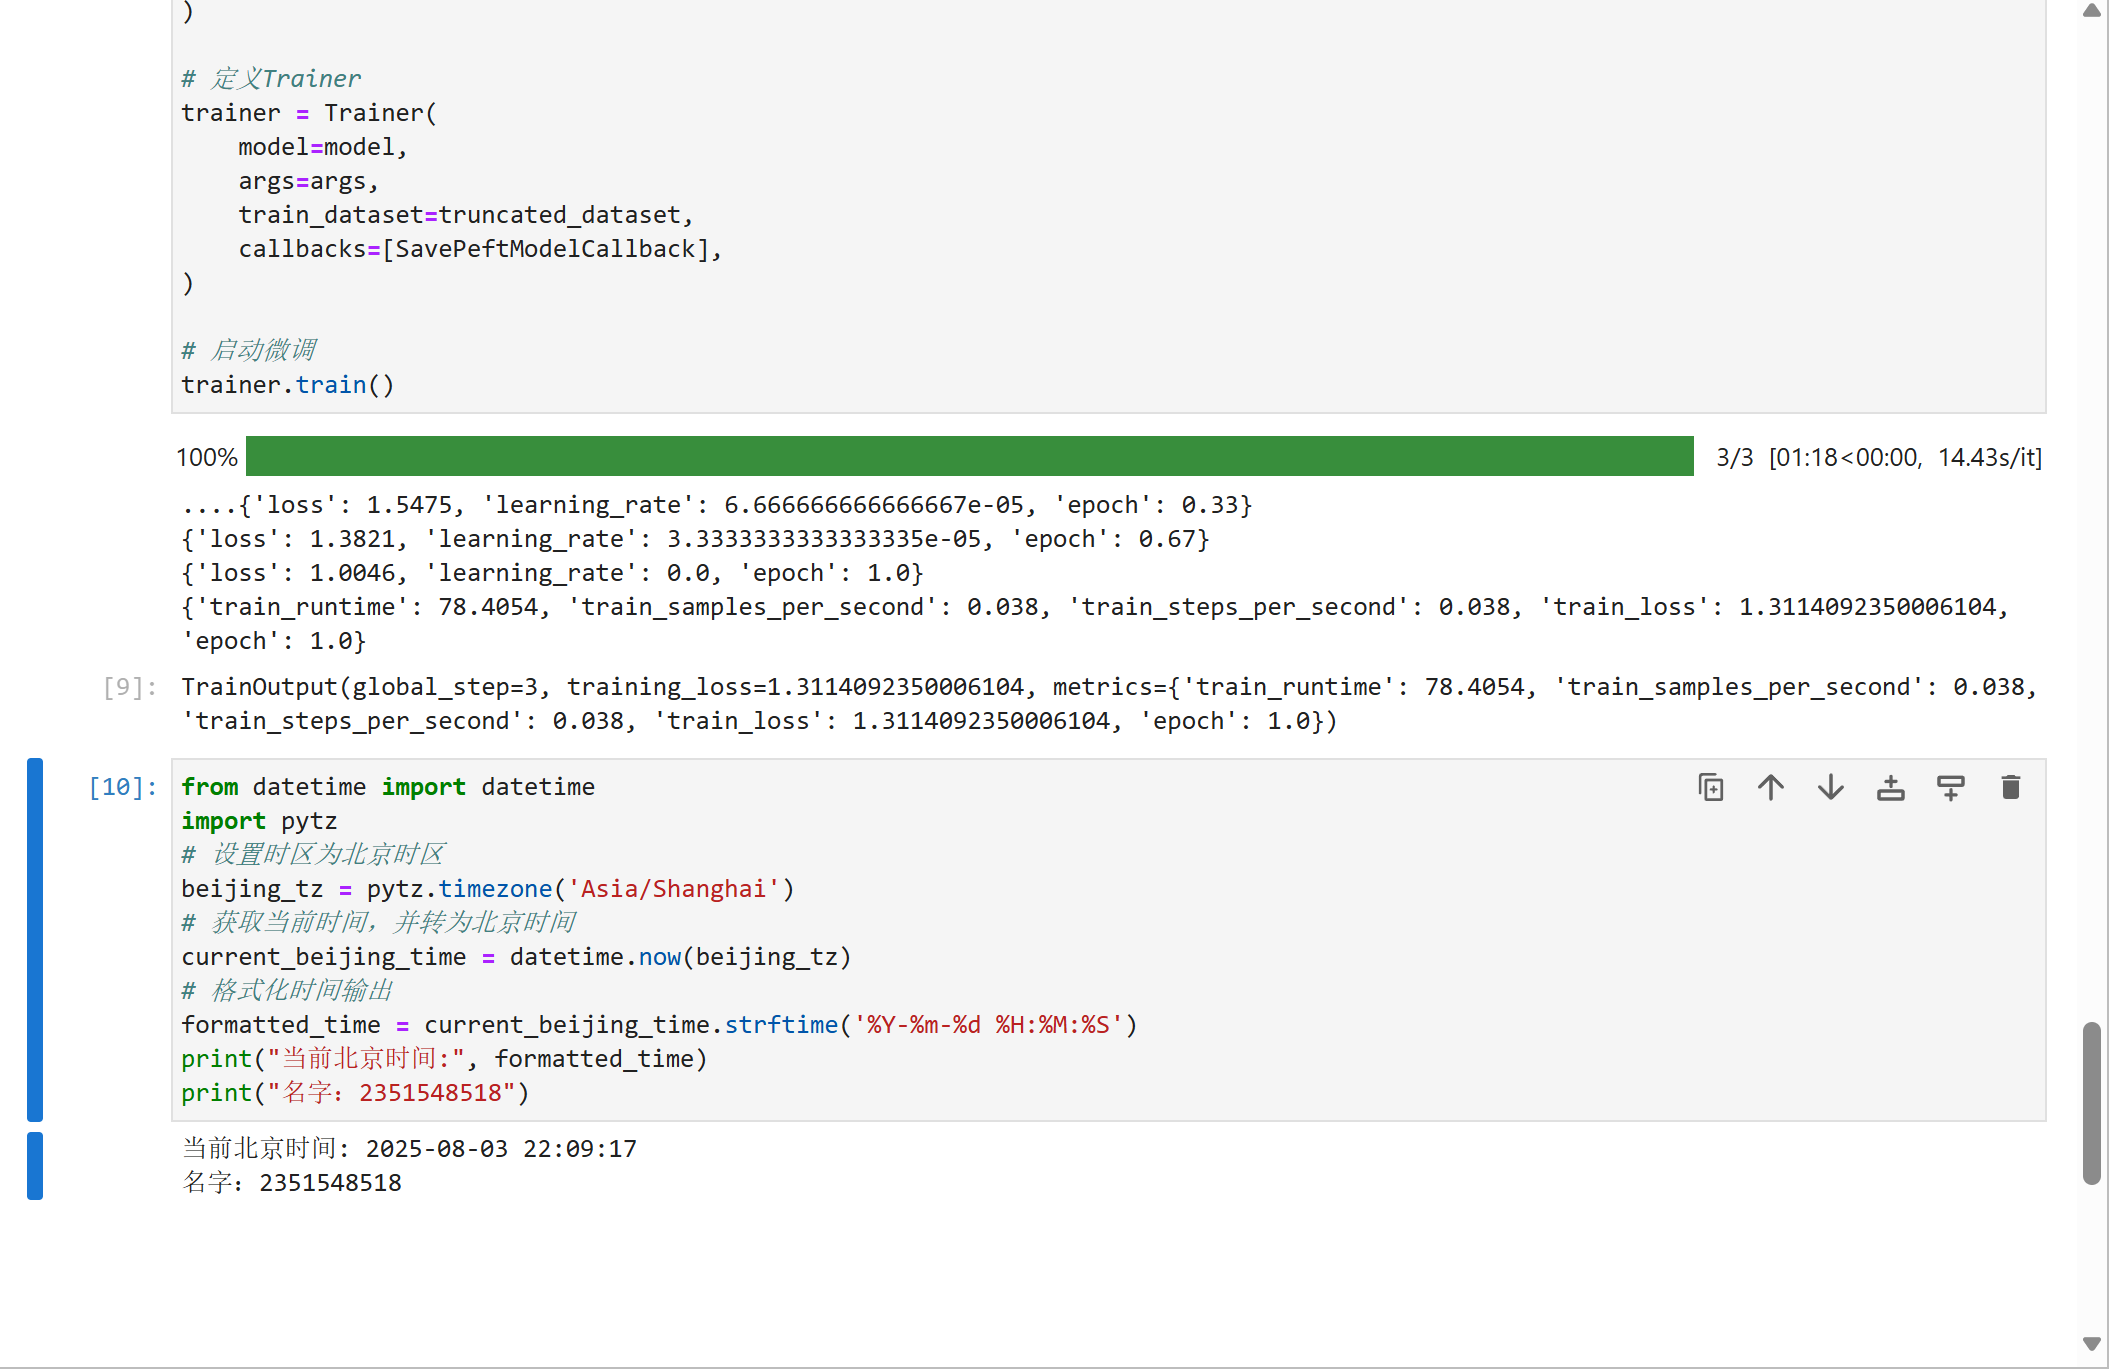 )
# 定义Trainer
trainer = Trainer(
    model=model,
    args=args,
    train_dataset=truncated_dataset,
    callbacks=[SavePeftModelCallback],
)
# 启动微调
trainer.train()
100% 3/3 [01:18<00:00, 14.43s/it]
....{'loss': 1.5475, 'learning_rate': 6.666666666666667e-05, 'epoch': 0.33}
{'loss': 1.3821, 'learning_rate': 3.3333333333333335e-05, 'epoch': 0.67}
{'loss': 1.0046, 'learning_rate': 0.0, 'epoch': 1.0}
{'train_runtime': 78.4054, 'train_samples_per_second': 0.038, 'train_steps_per_second': 0.038, 'train_loss': 1.3114092350006104,
'epoch': 1.0}
[9]: TrainOutput(global_step=3, training_loss=1.3114092350006104, metrics={'train_runtime': 78.4054, 'train_samples_per_second': 0.038,
'train_steps_per_second': 0.038, 'train_loss': 1.3114092350006104, 'epoch': 1.0})
[10]: from datetime import datetime
import pytz
# 设置时区为北京时区
beijing_tz = pytz.timezone('Asia/Shanghai')
# 获取当前时间，并转为北京时间
current_beijing_time = datetime.now(beijing_tz)
# 格式化时间输出
formatted_time = current_beijing_time.strftime('%Y-%m-%d %H:%M:%S')
print("当前北京时间:", formatted_time)
print("名字：2351548518")
当前北京时间: 2025-08-03 22:09:17
名字：2351548518